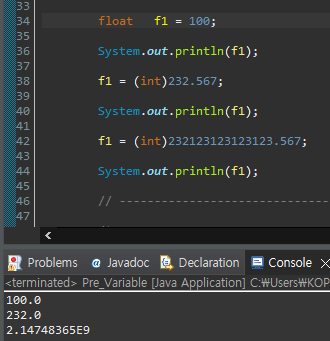 33
34 float f1 = 100;
35
36 System.out.println(f1);
37
38 f1 = (int)232.567;
39
40 System.out.println(f1);
41
42 f1 = (int)232123123123123.567;
43
44 System.out.println(f1);
45
46 // ------------------------------
47
Problems @ Javadoc Declaration Console
<terminated> Pre_Variable [Java Application] C:₩Users₩KOP
100.0
232.0
2.14748365E9